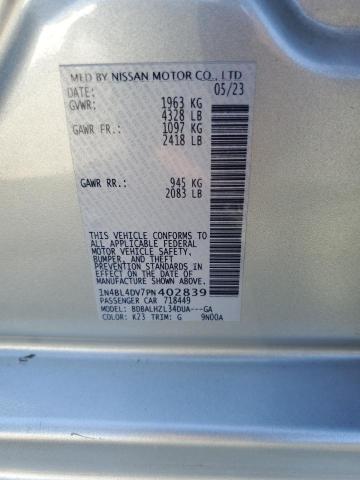 MFD BY NISSAN MOTOR CO., LTD
DATE: 05/23
GVWR: 1963 KG
4328 LB
GAWR FR.: 1097 KG
2418 LB
GAWR RR.: 945 KG
2083 LB
THIS VEHICLE CONFORMS TO
ALL APPLICABLE FEDERAL
MOTOR VEHICLE SAFETY,
BUMPER, AND THEFT
PREVENTION STANDARDS IN
EFFECT ON THE DATE OF
MANUFACTURE SHOWN ABOVE.
1N4BL4DV7PN402839
PASSENGER CAR 718449
MODEL: BDBALHZL34DUA---GA
COLOR: K23 TRIM: G 9N00A